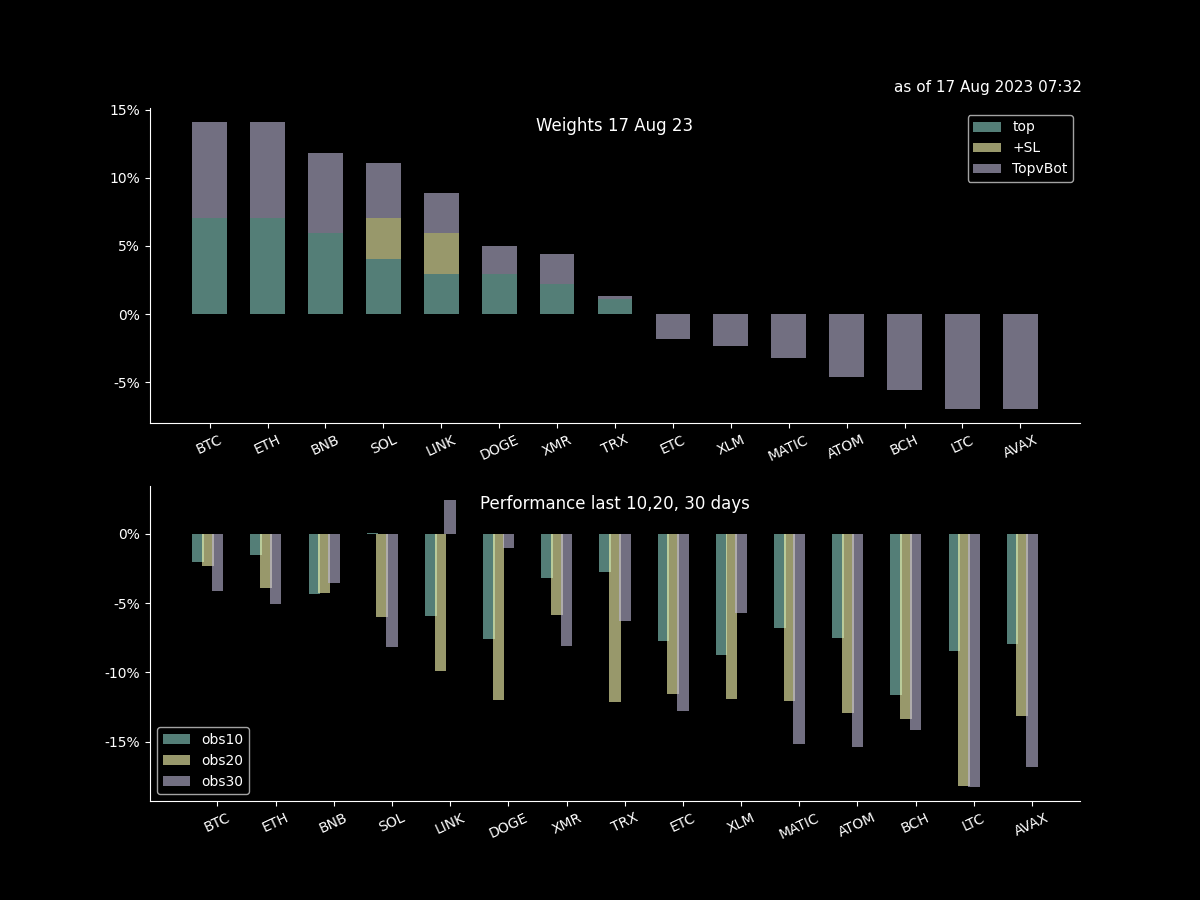 as of 17 Aug 2023 07:32
Weights 17 Aug 23
top
+SL
TopvBot
15%
10%
5%
0%
-5%
BTC ETH BNB SOL LINK DOGE XMR TRX ETC XLM MATIC ATOM BCH LTC AVAX
Performance last 10,20, 30 days
0%
-5%
-10%
-15%
obs10
obs20
obs30
BTC ETH BNB SOL LINK DOGE XMR TRX ETC XLM MATIC ATOM BCH LTC AVAX